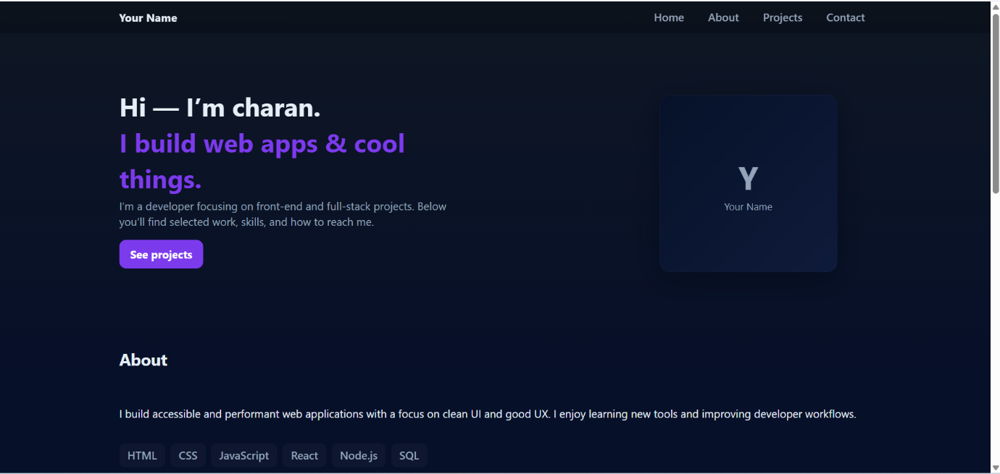 Your Name
Home About Projects Contact
Hi — I’m charan.
I build web apps & cool
things.
I’m a developer focusing on front-end and full-stack projects. Below
you’ll find selected work, skills, and how to reach me.
See projects
Y
Your Name
About
I build accessible and performant web applications with a focus on clean UI and good UX. I enjoy learning new tools and improving developer workflows.
HTML CSS JavaScript React Node.js SQL